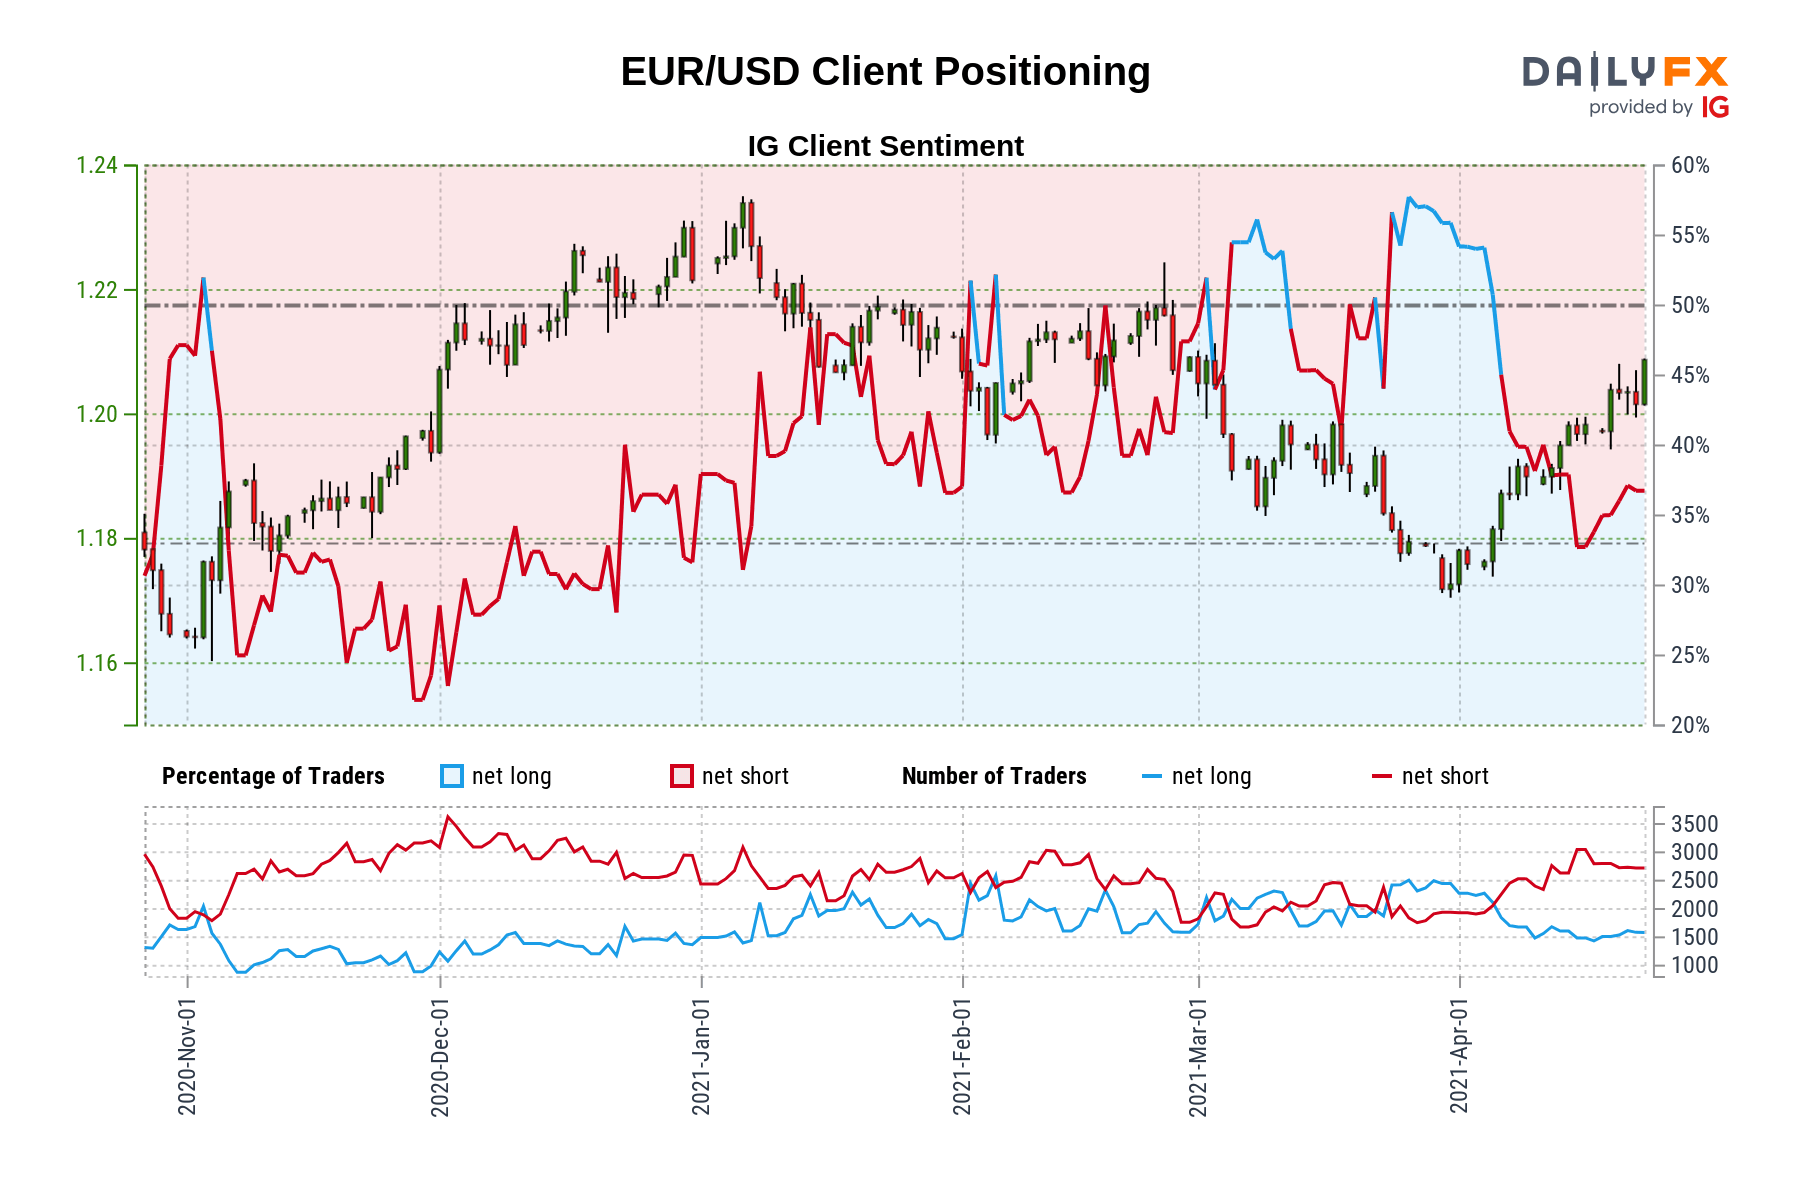 EUR/USD Client Positioning
DAILYFX
provided by IG
IG Client Sentiment
1.24
1.22
1.20
1.18
1.16
60%
55%
50%
45%
40%
35%
30%
25%
20%
Percentage of Traders net long net short Number of Traders net long net short
3500
3000
2500
2000
1500
1000
2020-Nov-01
2020-Dec-01
2021-Jan-01
2021-Feb-01
2021-Mar-01
2021-Apr-01